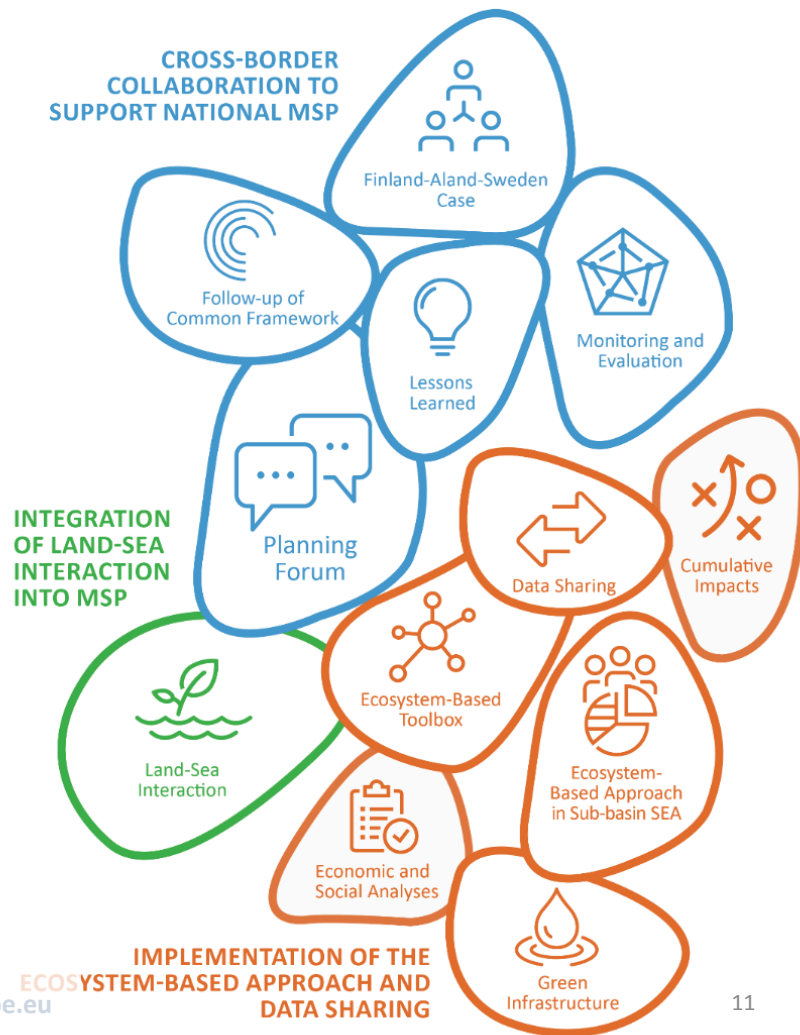 CROSS-BORDER
COLLABORATION TO
SUPPORT NATIONAL MSP
Finland-Aland-Sweden
Case
Follow-up of
Common Framework
Lessons
Learned
Monitoring and
Evaluation
Planning
Forum
INTEGRATION
OF LAND-SEA
INTERACTION
INTO MSP
Data Sharing
Cumulative
Impacts
Ecosystem-Based
Toolbox
Land-Sea
Interaction
Ecosystem-
Based Approach
in Sub-basin SEA
Economic and
Social Analyses
Green
Infrastructure
IMPLEMENTATION OF THE
ECOSYSTEM-BASED APPROACH AND
DATA SHARING
11